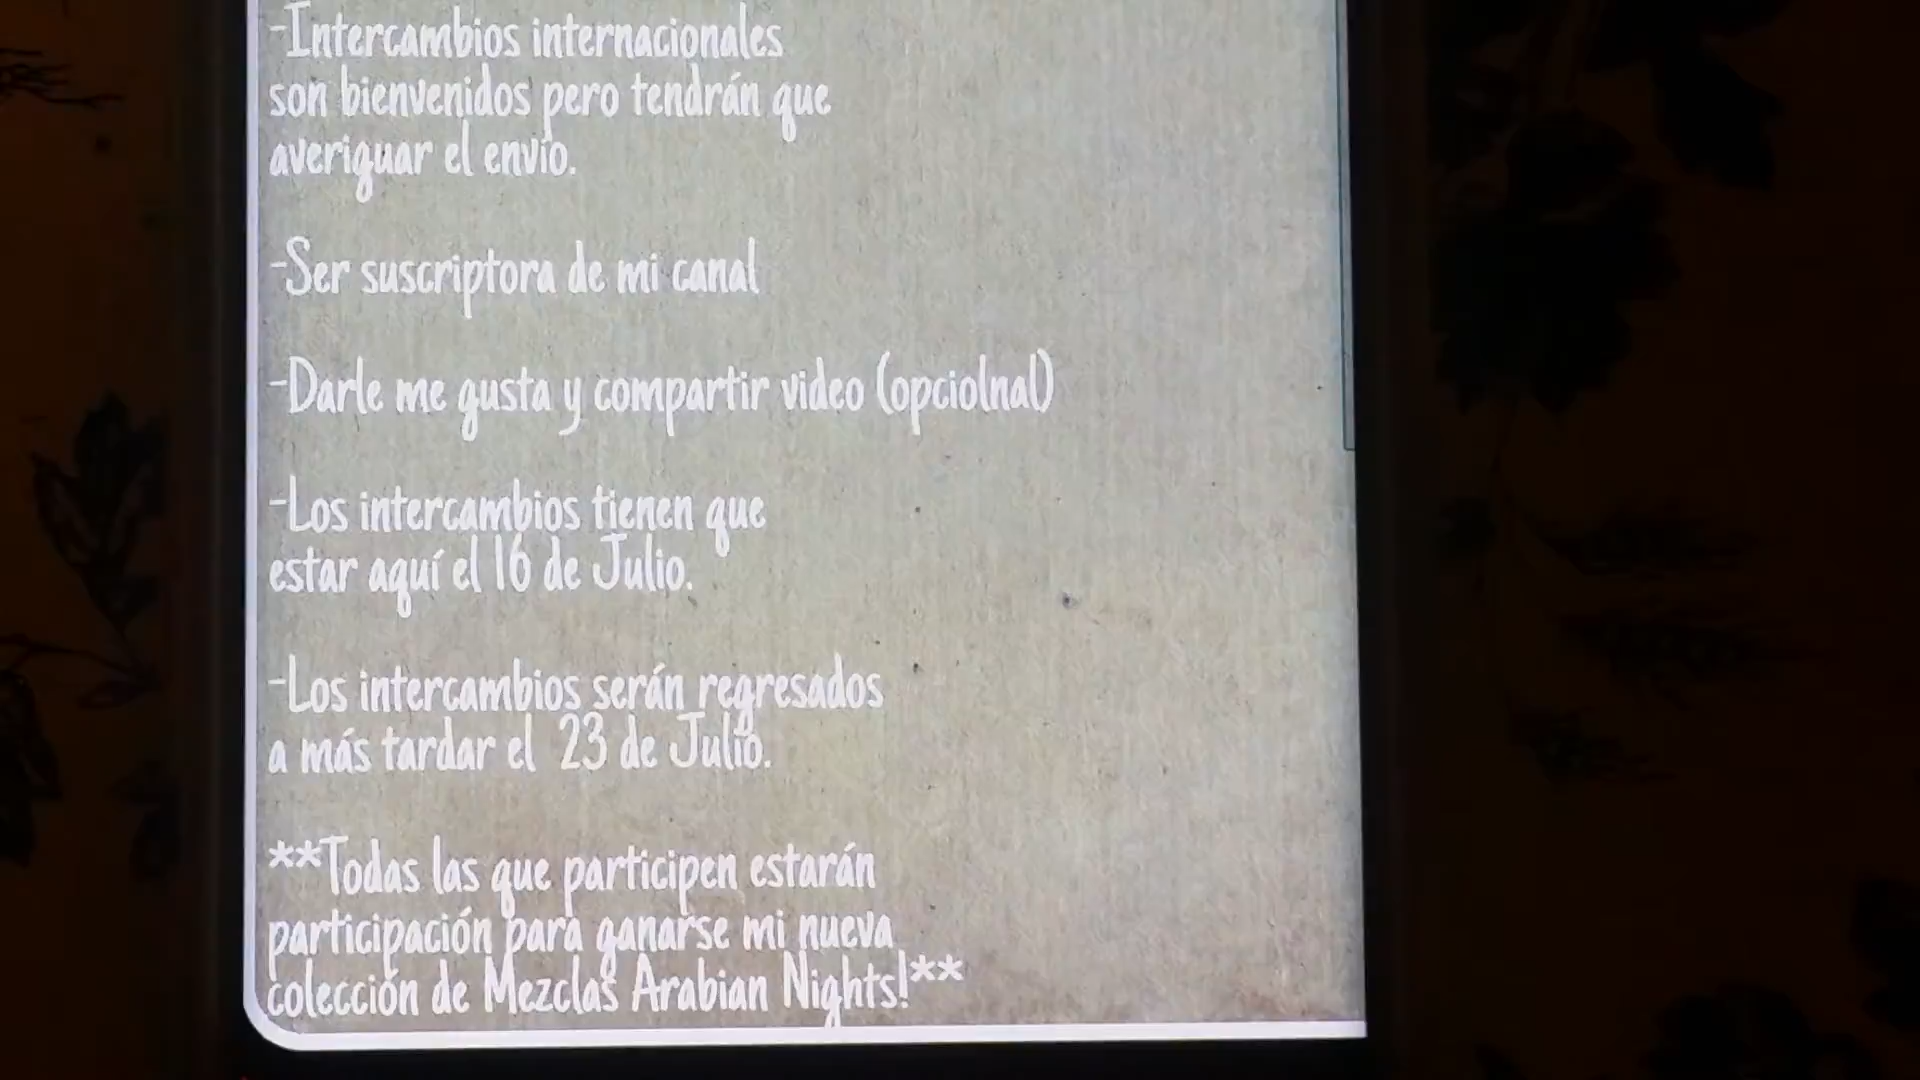 -Intercambios internacionales
son bienvenidos pero tendrán que
averiguar el envío.
-Ser suscriptora de mi canal
-Darle me gusta y compartir video (opciolnal)
-Los intercambios tienen que
estar aquí el 16 de Julio.
-Los intercambios serán regresados
a más tardar el 23 de Julio.
**Todas las que participen estarán
participación para ganarse mi nueva
colección de Mezclas Arabian Nights!**